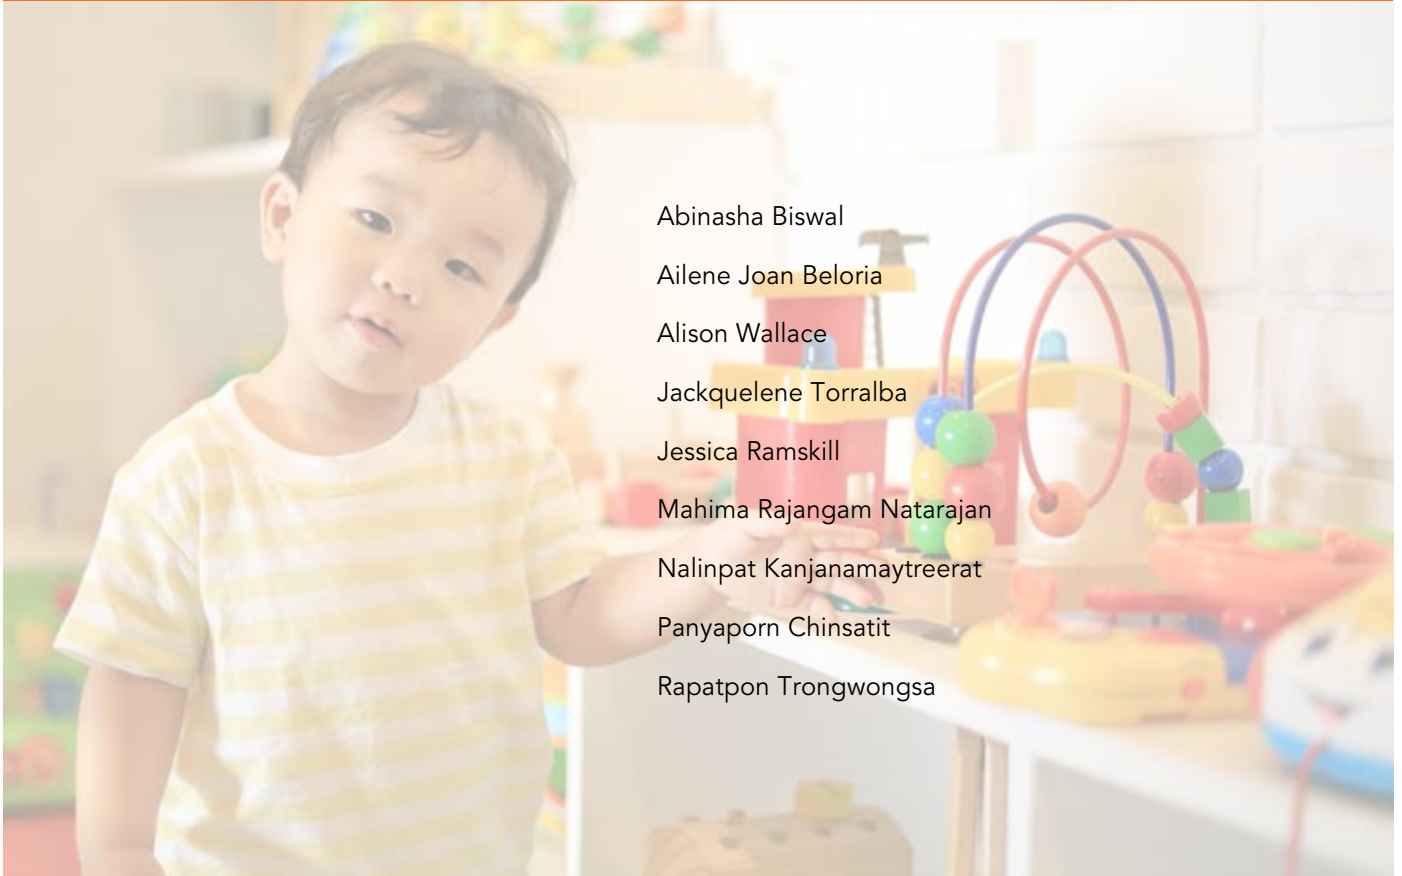 Abinasha Biswal
Ailene Joan Beloria
Alison Wallace
Jackquelene Torralba
Jessica Ramskill
Mahima Rajangam Natarajan
Nalinpat Kanjanamaytreerat
Panyaporn Chinsatit
Rapatpon Trongwongsa